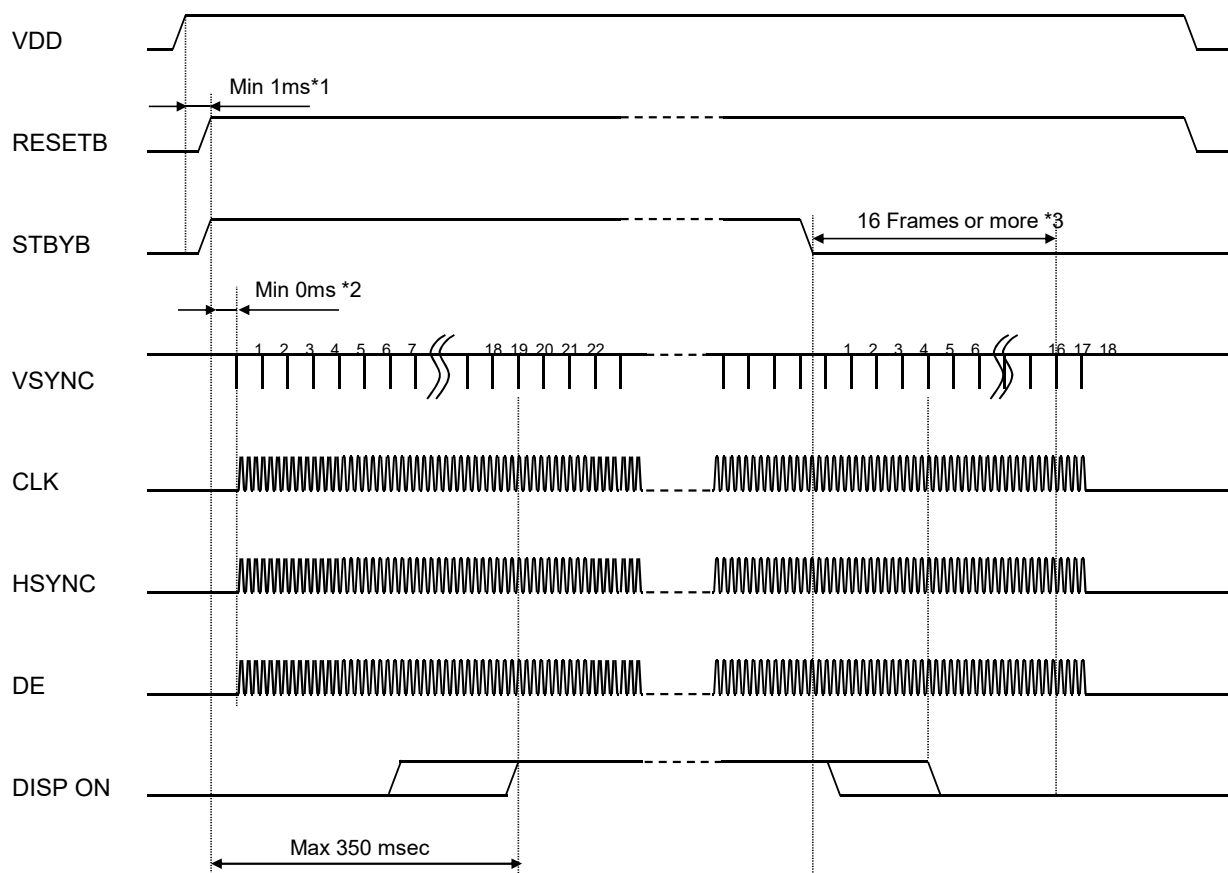 VDD
Min 1ms*1
RESETB
STBYB
16 Frames or more *3
Min 0ms *2
VSYNC
1 2 3 4 5 6 7 18 19 20 21 22 1 2 3 4 5 6 16 17 18
CLK
HSYNC
DE
DISP ON
Max 350 msec